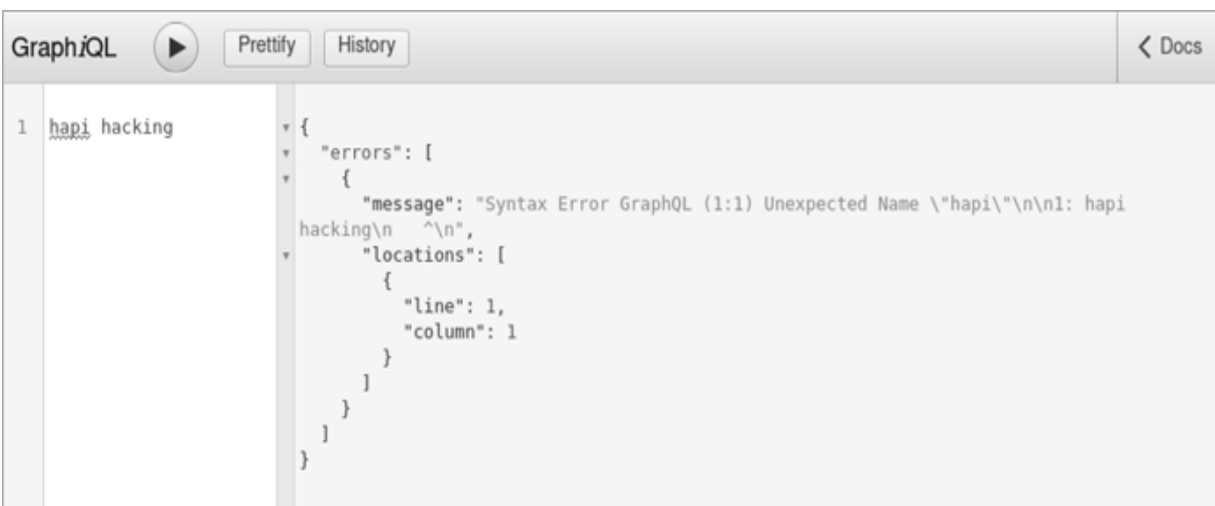 GraphiQL Prettify History Docs
1 hapi hacking
{
"errors": [
{
"message": "Syntax Error GraphQL (1:1) Unexpected Name \"hapi\"\n\n1: hapi
hacking\n   ^\n",
"locations": [
{
"line": 1,
"column": 1
}
]
}
]
}